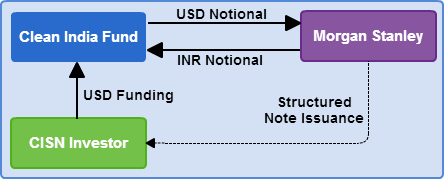 USD Notional
Clean India Fund
Morgan Stanley
INR Notional
USD Funding
Structured
Note Issuance
CISN Investor